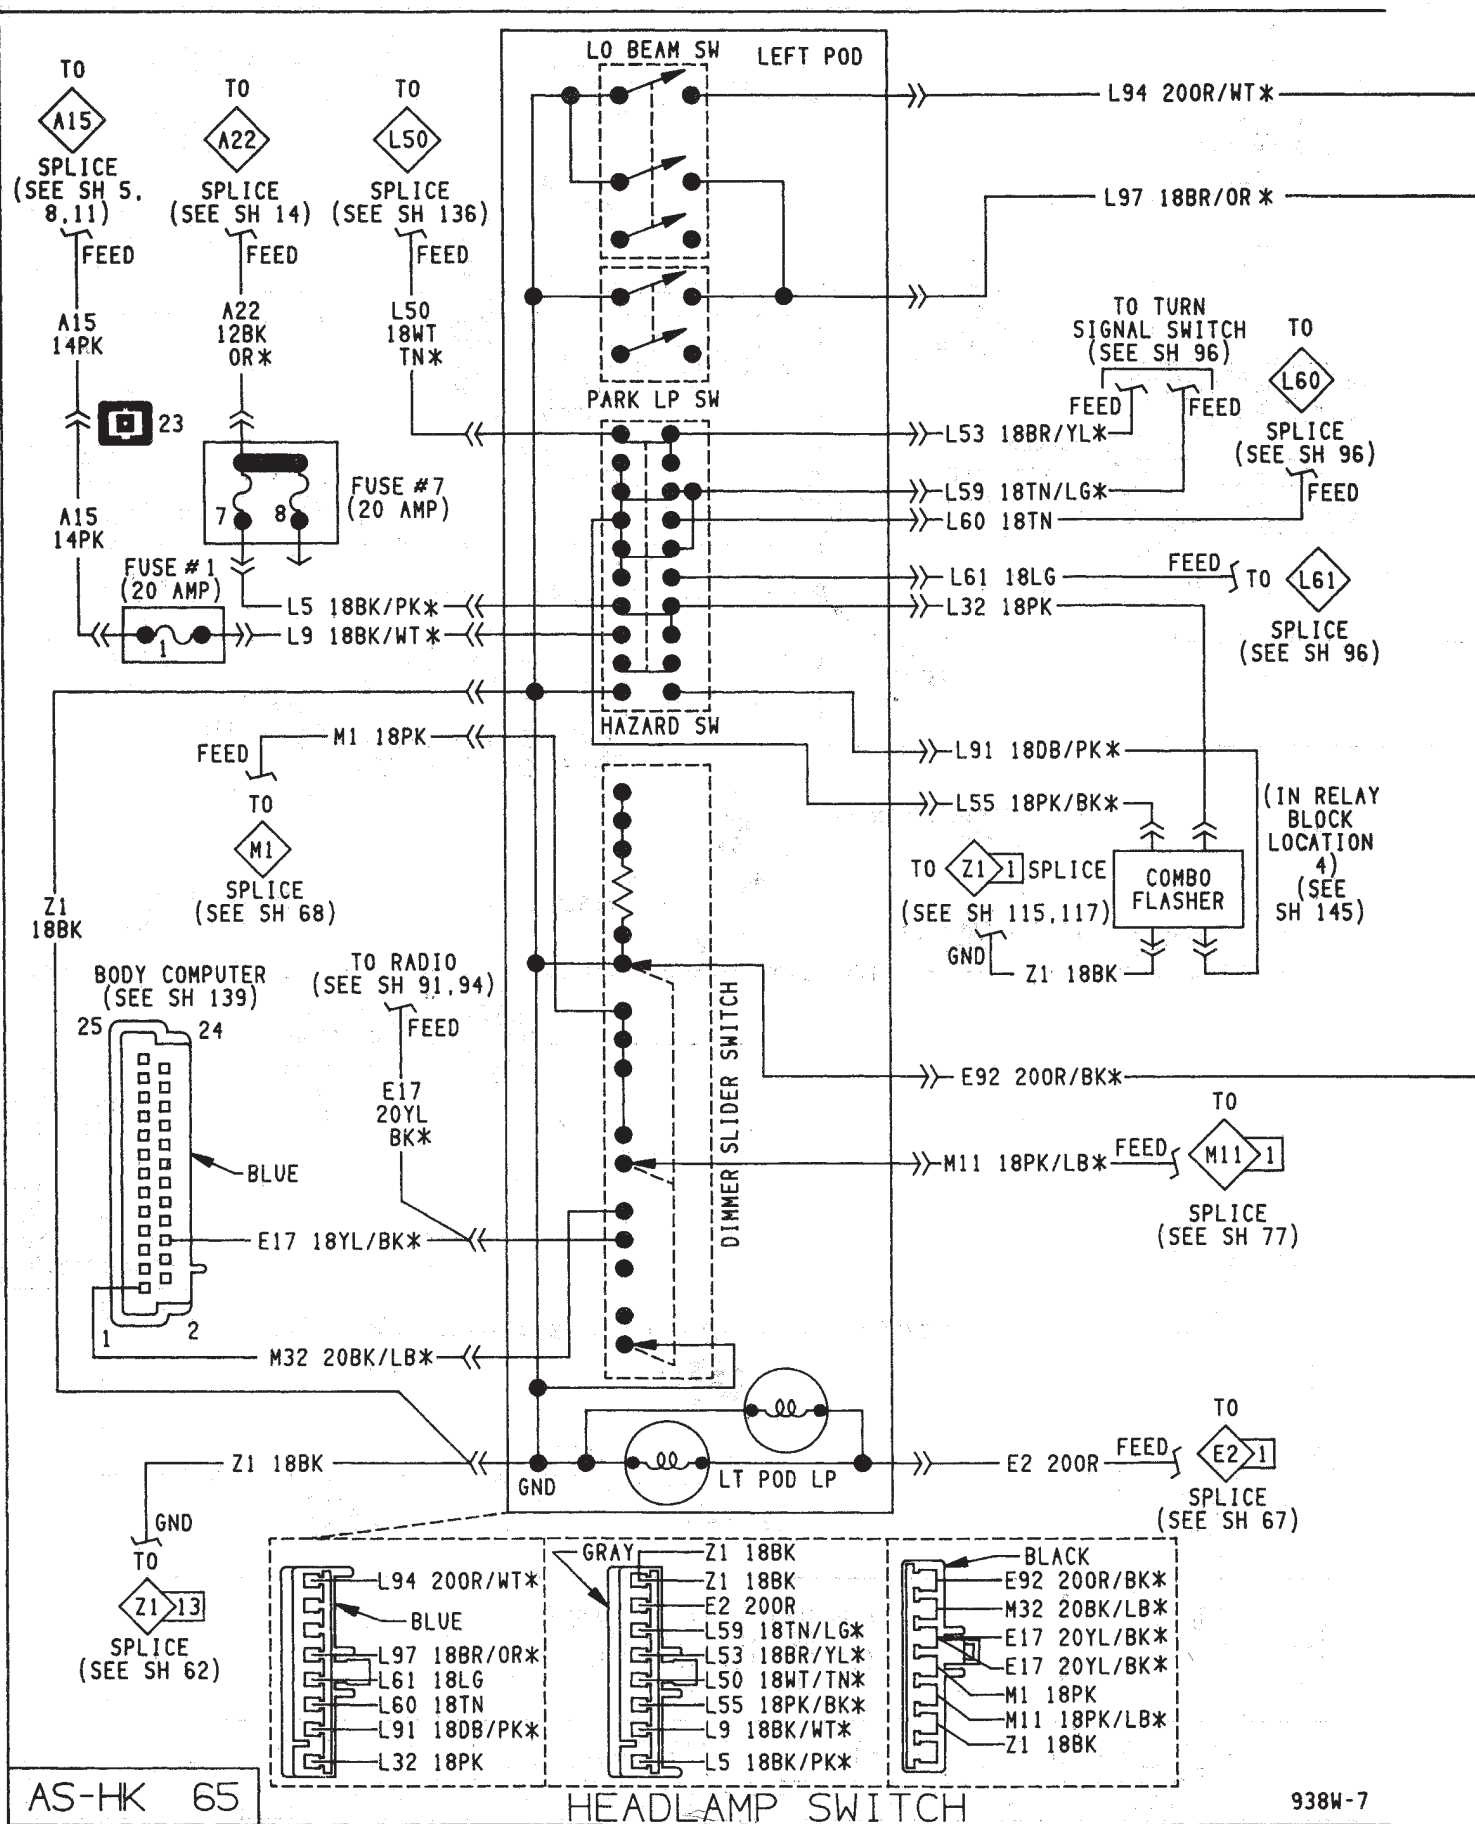 LO BEAM SW
LEFT POD
TO
A15
SPLICE
(SEE SH 5,
8,11)
FEED
A15
14PK
23
A15
14PK
TO
A22
SPLICE
(SEE SH 14)
FEED
A22
12BK
OR*
FUSE #7
(20 AMP)
7
8
FUSE #1
(20 AMP)
1
TO
L50
SPLICE
(SEE SH 136)
FEED
L50
18WT
TN*
L5 18BK/PK*
L9 18BK/WT*
PARK LP SW
HAZARD SW
L94 20OR/WT*
L97 18BR/OR*
TO TURN
SIGNAL SWITCH
(SEE SH 96)
FEED
FEED
TO
L60
SPLICE
(SEE SH 96)
FEED
L53 18BR/YL*
L59 18TN/LG*
L60 18TN
L61 18LG
FEED
TO
L61
SPLICE
(SEE SH 96)
L32 18PK
L91 18DB/PK*
L55 18PK/BK*
(IN RELAY
BLOCK
LOCATION
4)
(SEE
SH 145)
COMBO
FLASHER
TO
Z1
1
SPLICE
(SEE SH 115,117)
GND
Z1 18BK
FEED
M1 18PK
TO
M1
SPLICE
(SEE SH 68)
Z1
18BK
BODY COMPUTER
(SEE SH 139)
25
24
BLUE
1
2
TO RADIO
(SEE SH 91,94)
FEED
E17
20YL
BK*
E17 18YL/BK*
M32 20BK/LB*
DIMMER SLIDER SWITCH
E92 20OR/BK*
M11 18PK/LB*
FEED
TO
M11
1
SPLICE
(SEE SH 77)
Z1 18BK
GND
TO
Z1
13
SPLICE
(SEE SH 62)
GND
LT POD LP
E2 20OR
FEED
TO
E2
1
SPLICE
(SEE SH 67)
L94 20OR/WT*
BLUE
L97 18BR/OR*
L61 18LG
L60 18TN
L91 18DB/PK*
L32 18PK
GRAY
Z1 18BK
Z1 18BK
E2 20OR
L59 18TN/LG*
L53 18BR/YL*
L50 18WT/TN*
L55 18PK/BK*
L9 18BK/WT*
L5 18BK/PK*
BLACK
E92 20OR/BK*
M32 20BK/LB*
E17 20YL/BK*
E17 20YL/BK*
M1 18PK
M11 18PK/LB*
Z1 18BK
AS-HK 65
HEADLAMP SWITCH
938W-7